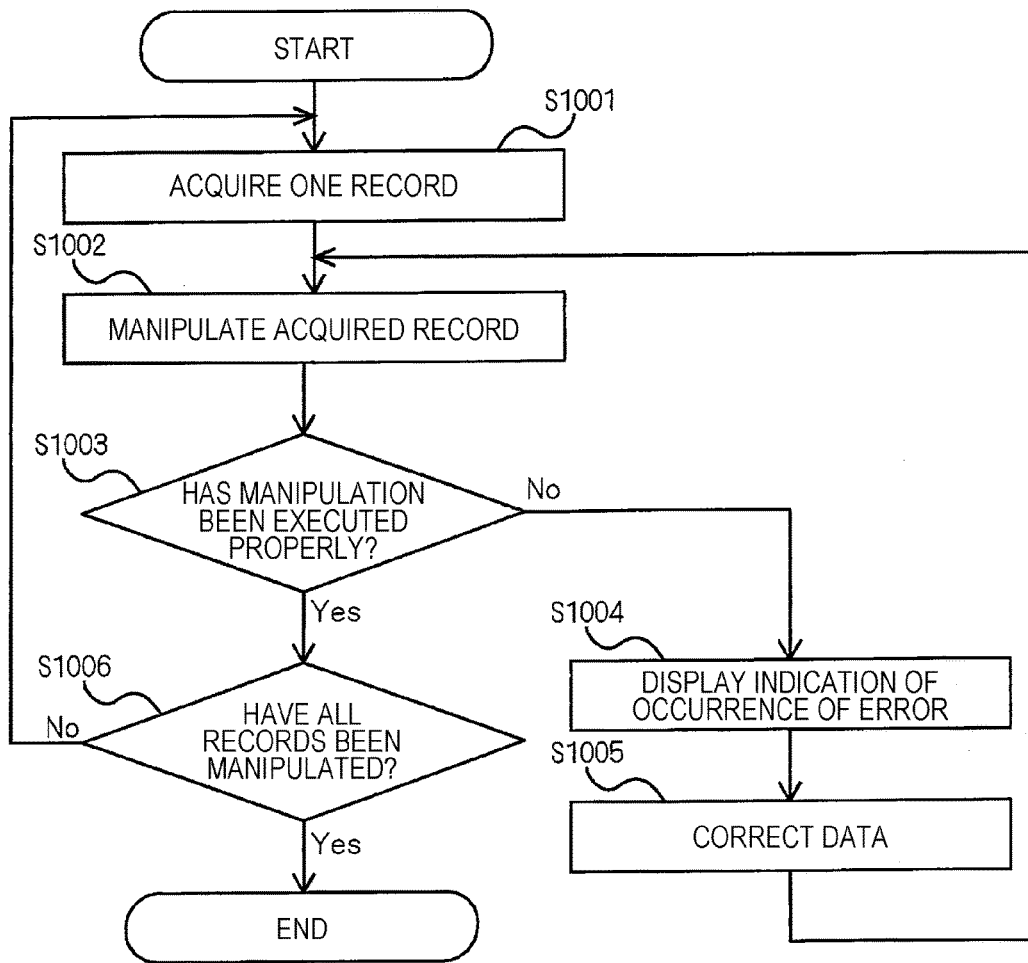 START
S1001
ACQUIRE ONE RECORD
S1002
MANIPULATE ACQUIRED RECORD
S1003
HAS MANIPULATION
BEEN EXECUTED
PROPERLY?
No
Yes
S1004
DISPLAY INDICATION OF
OCCURRENCE OF ERROR
S1005
CORRECT DATA
S1006
HAVE ALL
RECORDS BEEN
MANIPULATED?
No
Yes
END